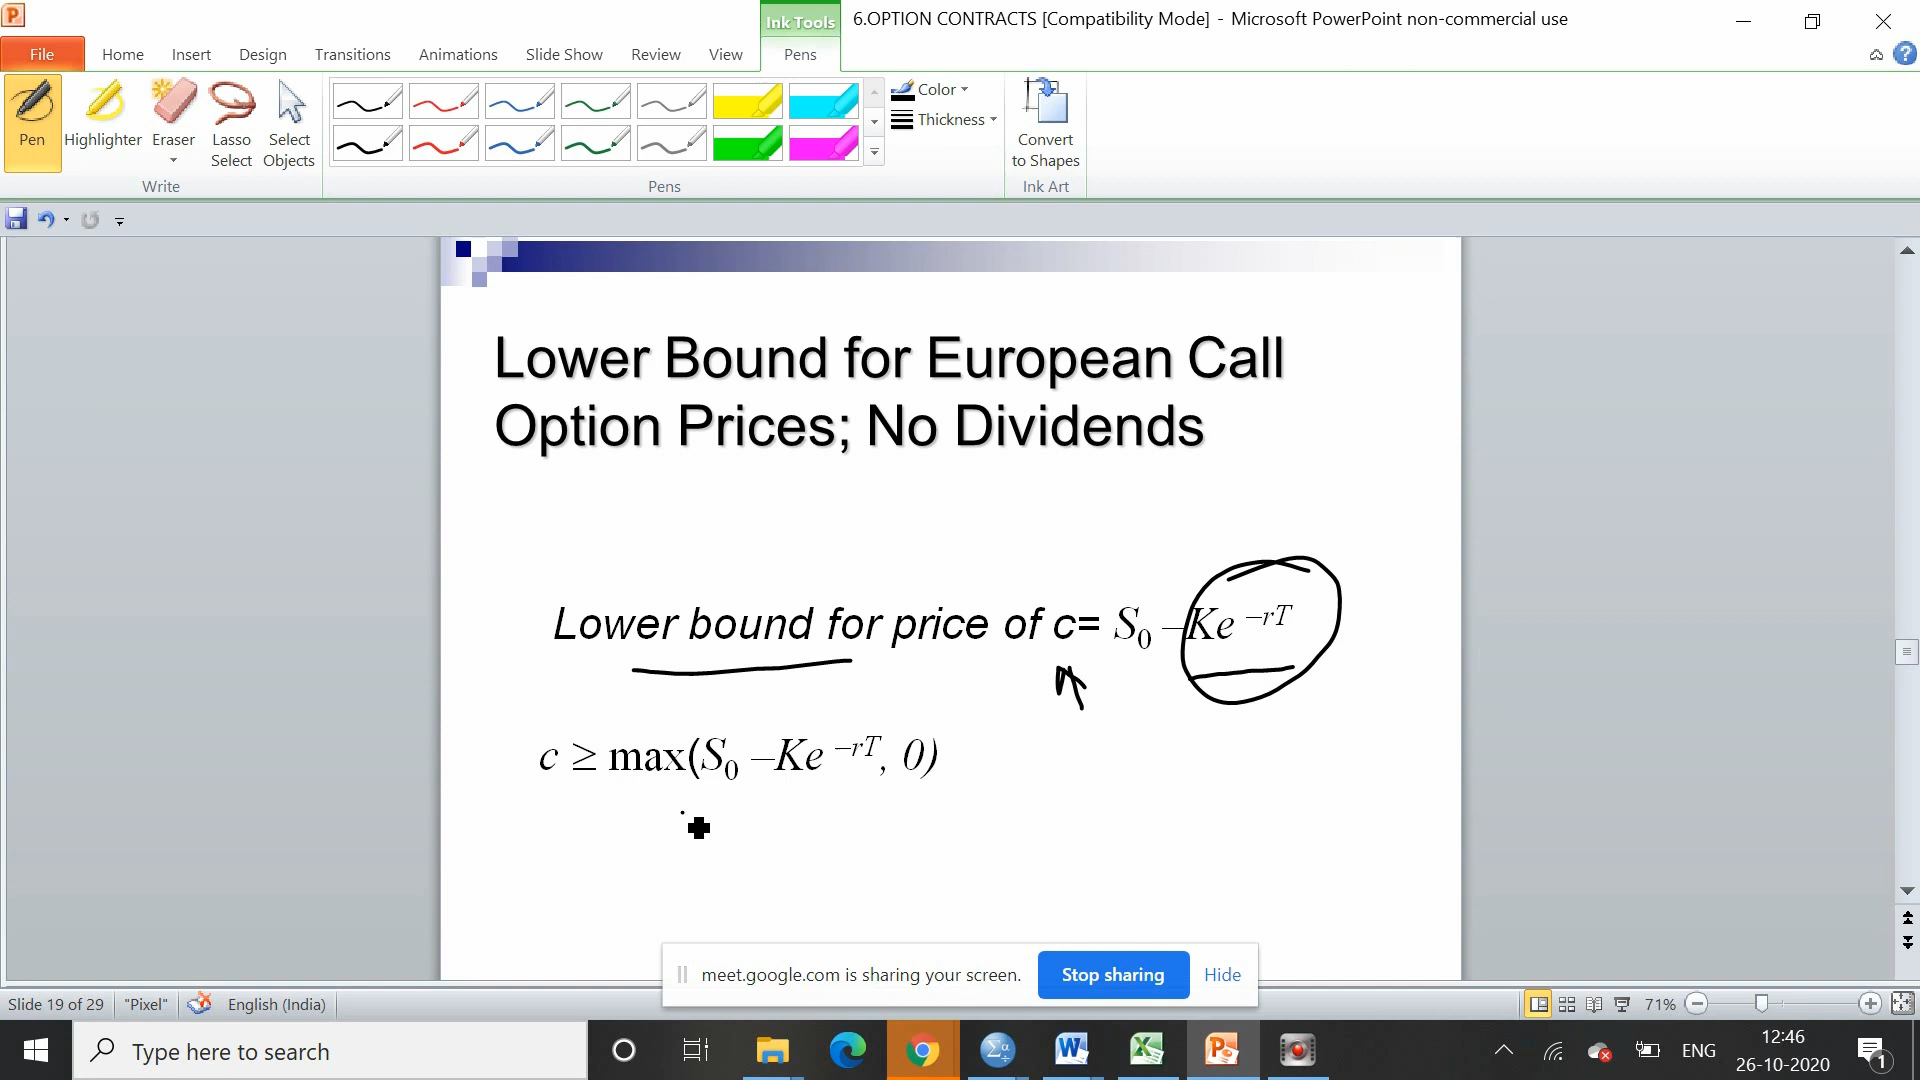 Ink Tools
6.OPTION CONTRACTS [Compatibility Mode] - Microsoft PowerPoint non-commercial use
File Home Insert Design Transitions Animations Slide Show Review View Pens
Pen Highlighter Eraser Lasso Select Select Objects Color Thickness Convert to Shapes
Write Pens Ink Art
Lower Bound for European Call
Option Prices; No Dividends
Lower bound for price of c= S₀ –Ke ⁻ʳᵀ
c ≥ max(S₀ –Ke ⁻ʳᵀ, 0)
meet.google.com is sharing your screen. Stop sharing Hide
Slide 19 of 29 "Pixel" English (India) 71%
Type here to search
ENG
12:46
26-10-2020
1